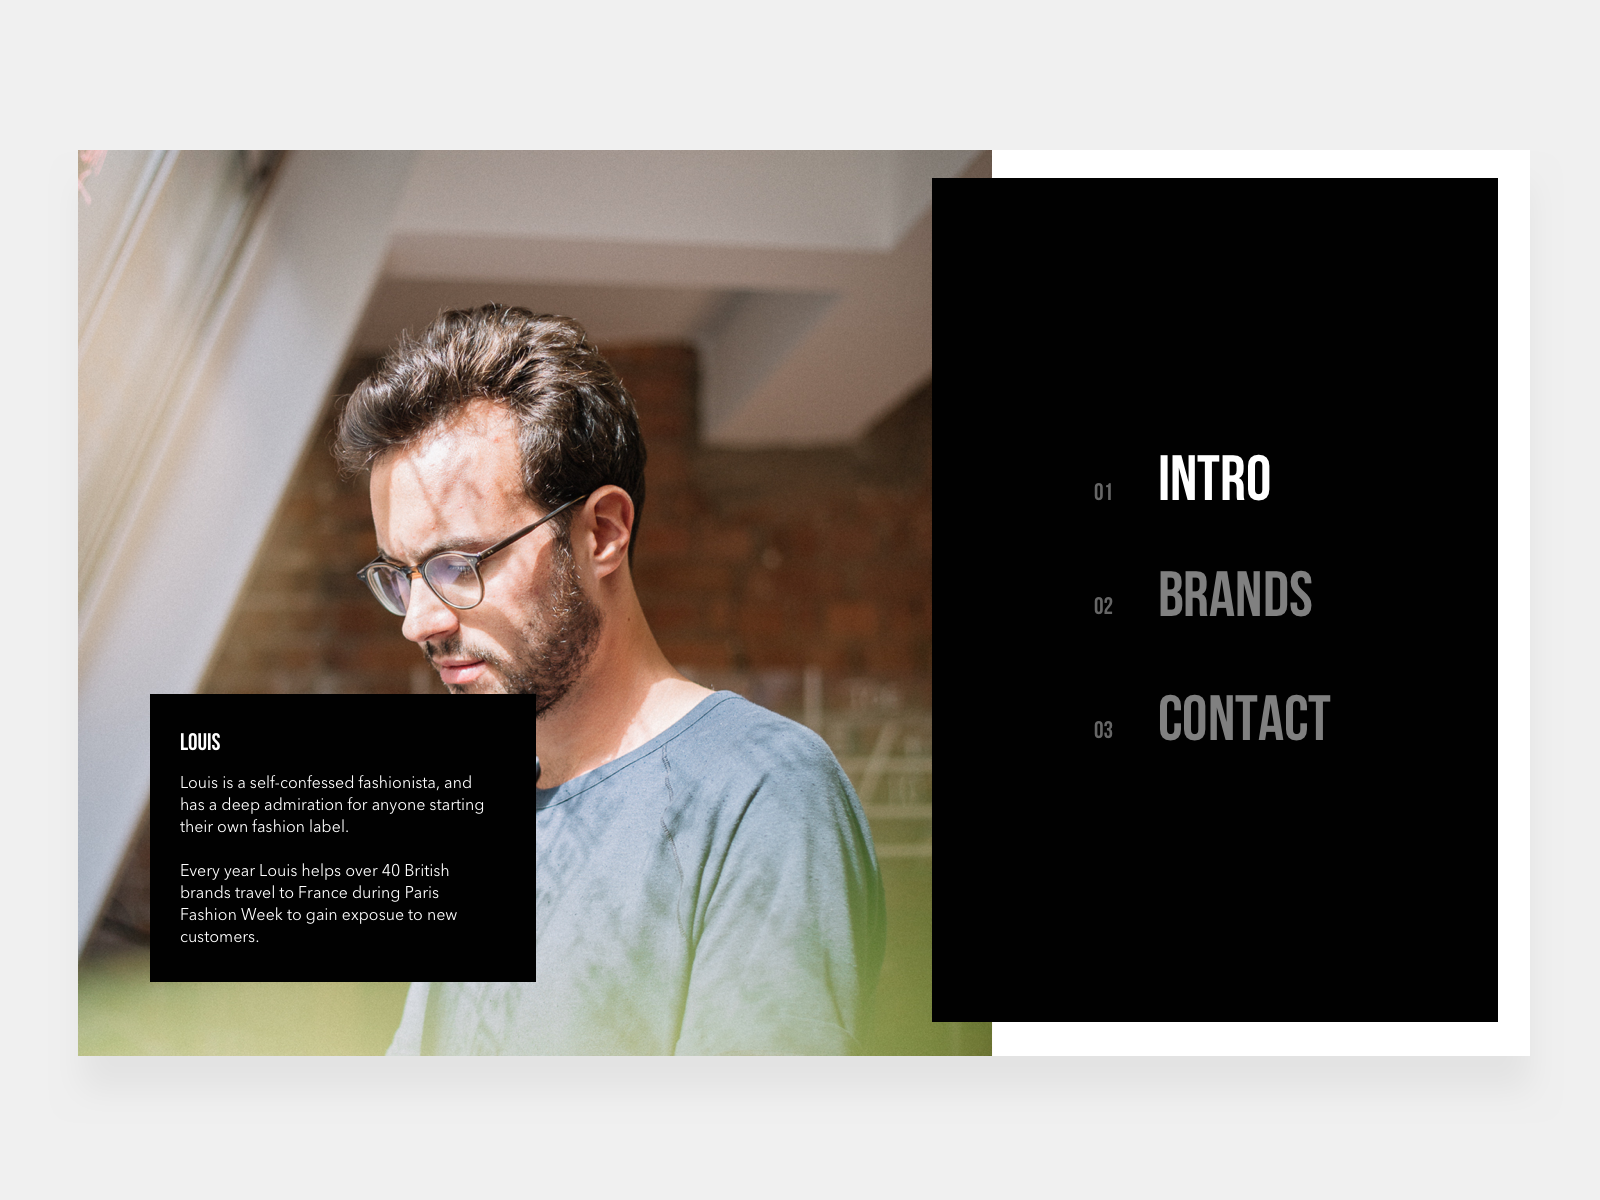 LOUIS
Louis is a self-confessed fashionista, and
has a deep admiration for anyone starting
their own fashion label.
Every year Louis helps over 40 British
brands travel to France during Paris
Fashion Week to gain exposue to new
customers.
01 INTRO
02 BRANDS
03 CONTACT